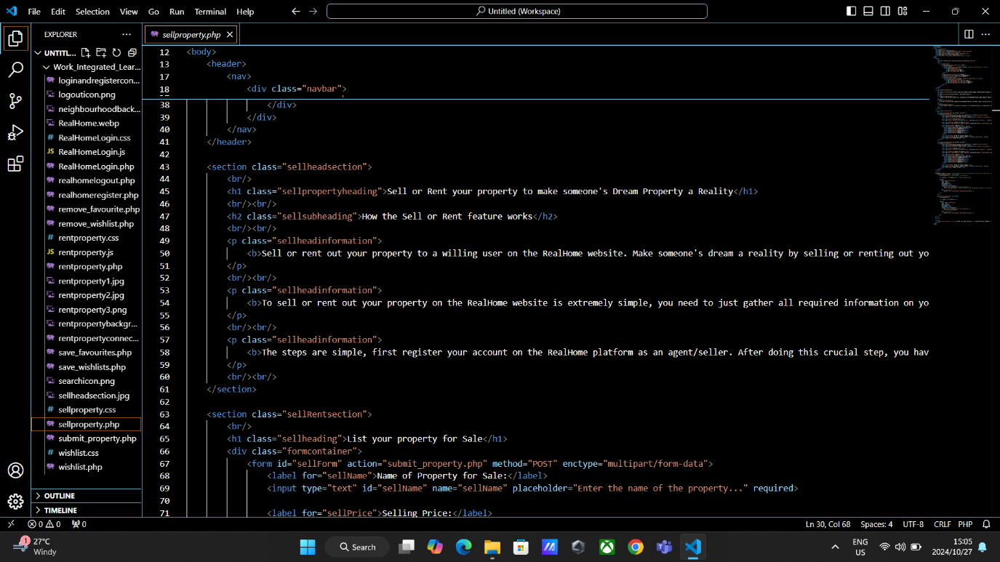 File Edit Selection View Go Run Terminal Help
Untitled (Workspace)
EXPLORER
UNTITL...
Work_Integrated_Lear...
loginandregistercon...
logouticon.png
neighbourhoodback...
RealHome.webp
# RealHomeLogin.css
JS RealHomeLogin.js
RealHomeLogin.php
realhomelogout.php
realhomeregister.php
remove_favourite.php
remove_wishlist.php
# rentproperty.css
JS rentproperty.js
rentproperty.php
rentproperty1.jpg
rentproperty2.jpg
rentproperty3.png
rentpropertybackgr...
rentpropertyconnec...
save_favourites.php
save_wishlists.php
searchicon.png
sellheadsection.jpg
# sellproperty.css
sellproperty.php
submit_property.php
# wishlist.css
wishlist.php
OUTLINE
TIMELINE
sellproperty.php
12 <body>
13 <header>
17 <nav>
18 <div class="navbar">
38 </div>
39 </div>
40 </nav>
41 </header>
42
43 <section class="sellheadsection">
44 <br/>
45 <h1 class="sellpropertyheading">Sell or Rent your property to make someone's Dream Property a Reality</h1>
46 <br/><br/>
47 <h2 class="sellsubheading">How the Sell or Rent feature works</h2>
48 <br/><br/>
49 <p class="sellheadinformation">
50 <b>Sell or rent out your property to a willing user on the RealHome website. Make someone's dream a reality by selling or renting out yo
51 </p>
52 <br/><br/>
53 <p class="sellheadinformation">
54 <b>To sell or rent out your property on the RealHome website is extremely simple, you need to just gather all required information on yo
55 </p>
56 <br/><br/>
57 <p class="sellheadinformation">
58 <b>The steps are simple, first register your account on the RealHome platform as an agent/seller. After doing this crucial step, you hav
59 </p>
60 <br/><br/>
61 </section>
62
63 <section class="sellRentsection">
64 <br/>
65 <h1 class="sellheading">List your property for Sale</h1>
66 <div class="formcontainer">
67 <form id="sellForm" action="submit_property.php" method="POST" enctype="multipart/form-data">
68 <label for="sellName">Name of Property for Sale:</label>
69 <input type="text" id="sellName" name="sellName" placeholder="Enter the name of the property..." required>
70
71 <label for="sellPrice">Selling Price:</label>
0 0 0
Ln 30, Col 68 Spaces: 4 UTF-8 CRLF PHP
1
27°C
Windy
Search
ENG
US
15:05
2024/10/27